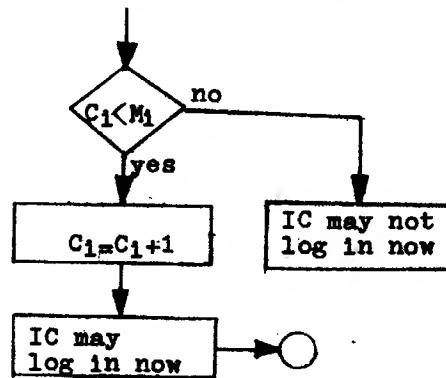 C1<M1
no
yes
C1=C1+1
IC may not
log in now
IC may
log in now